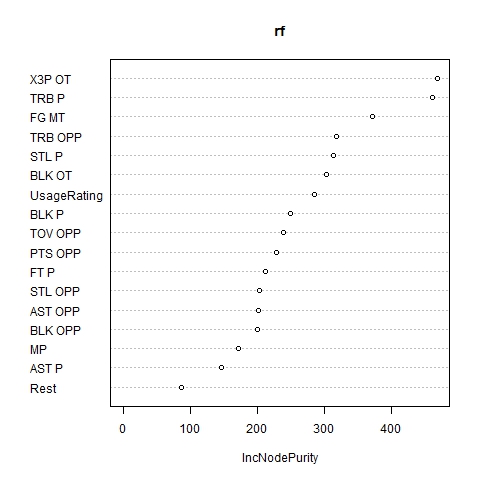 rf
X3P OT
TRB P
FG MT
TRB OPP
STL P
BLK OT
UsageRating
BLK P
TOV OPP
PTS OPP
FT P
STL OPP
AST OPP
BLK OPP
MP
AST P
Rest
0 100 200 300 400
IncNodePurity